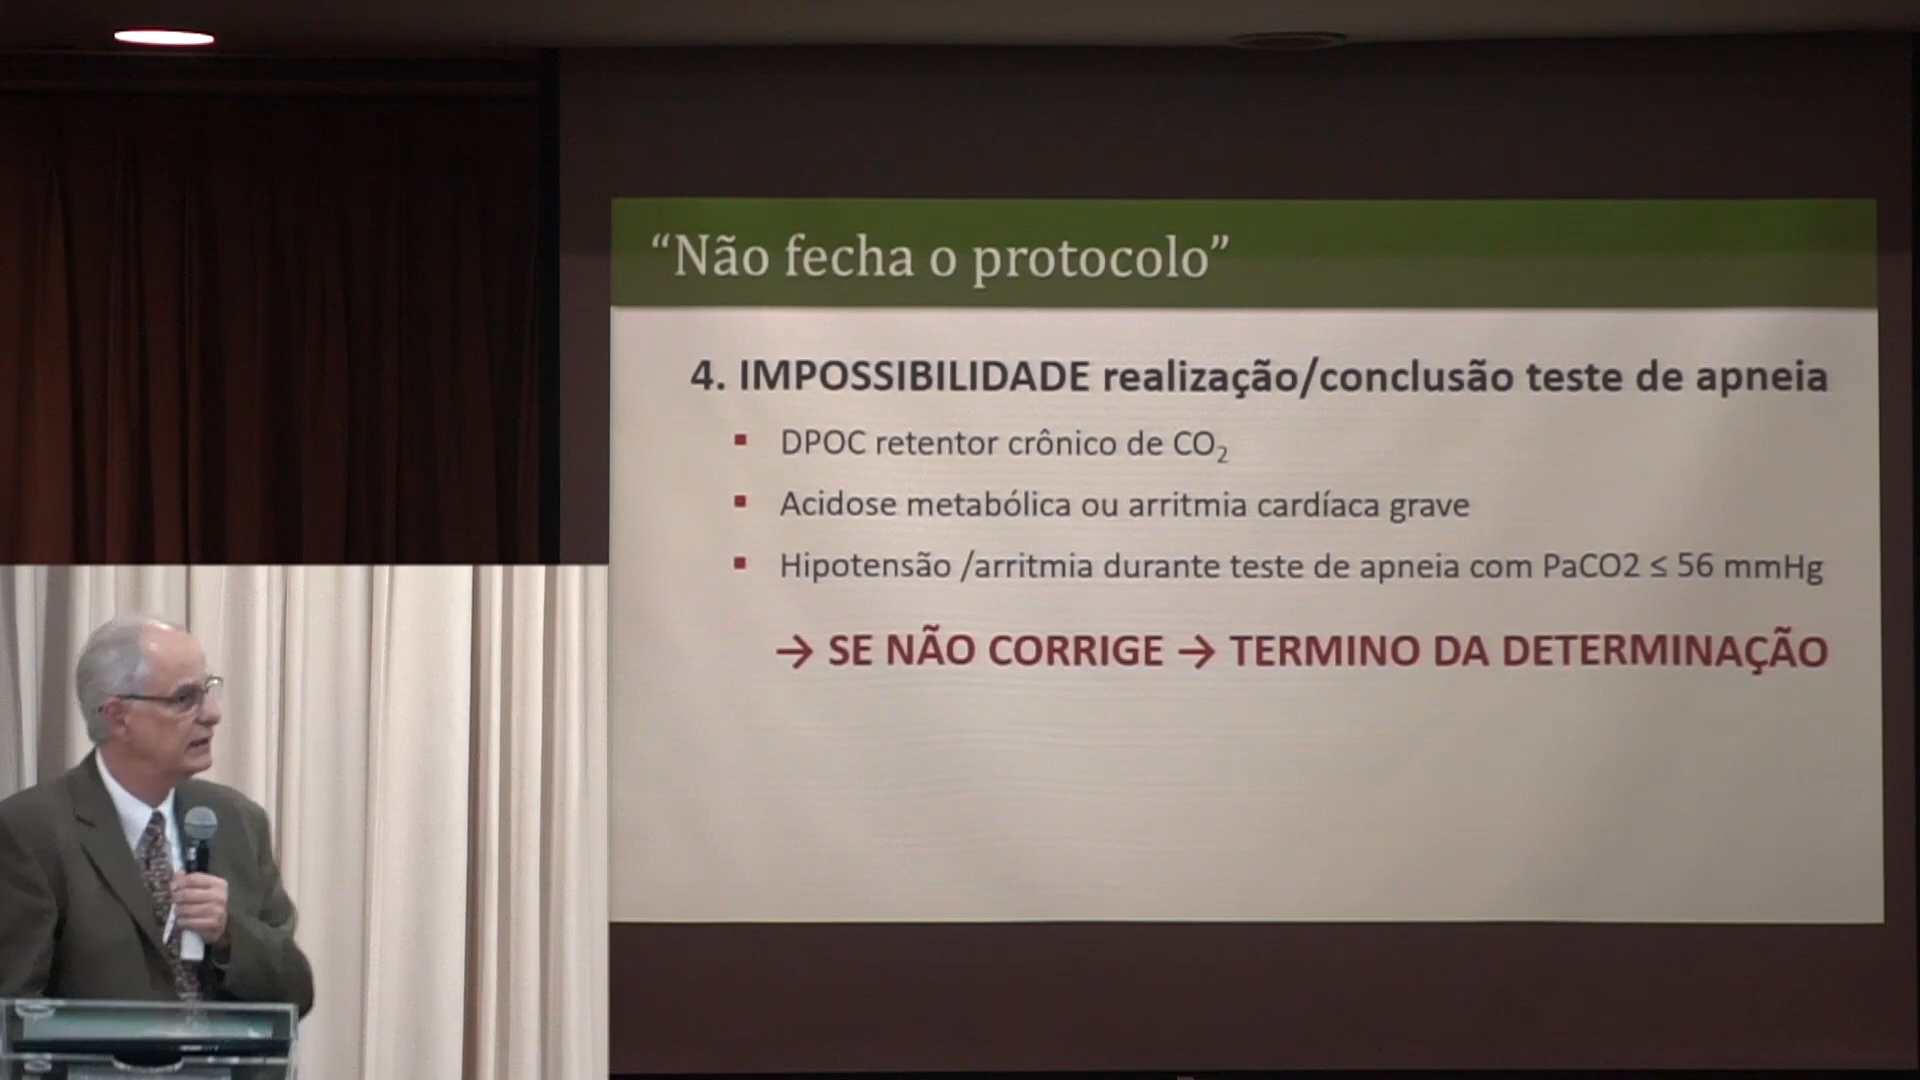 “Não fecha o protocolo”
4. IMPOSSIBILIDADE realização/conclusão teste de apneia
▪ DPOC retentor crônico de CO₂
▪ Acidose metabólica ou arritmia cardíaca grave
▪ Hipotensão /arritmia durante teste de apneia com PaCO2 ≤ 56 mmHg
→ SE NÃO CORRIGE → TERMINO DA DETERMINAÇÃO